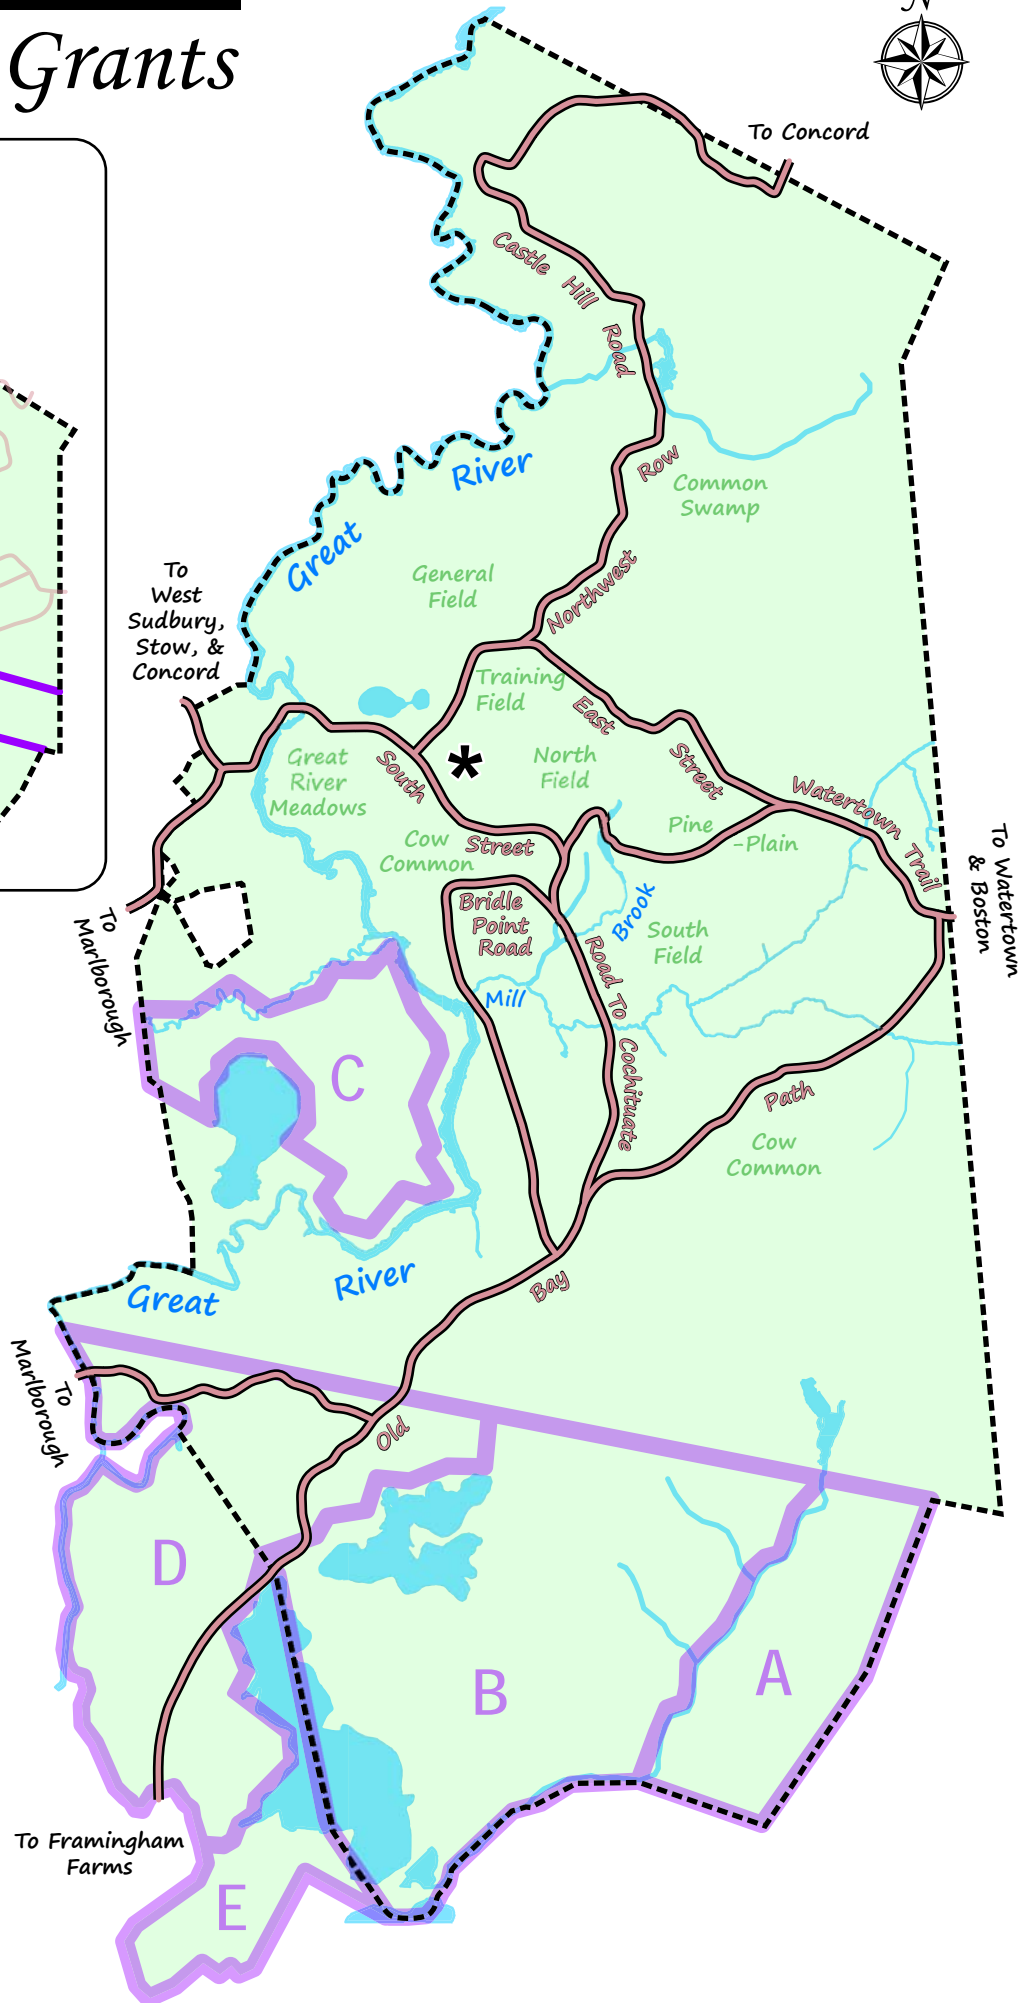 N
Grants
To Concord
Castle Hill Road
Row
Common
Swamp
Great River
General
Field
Northwest
To
West
Sudbury,
Stow, &
Concord
Training
Field
East
Street
Great
River
Meadows
South
Street
*
North
Field
Watertown Trail
Pine
-Plain
Cow
Common
To Watertown
& Boston
Bridle
Point
Road
Brook
South
Field
To
Marlborough
Mill
Road To Cochituate
C
Path
Cow
Common
Great River
Bay
To
Marlborough
Old
D
B
A
To Framingham
Farms
E